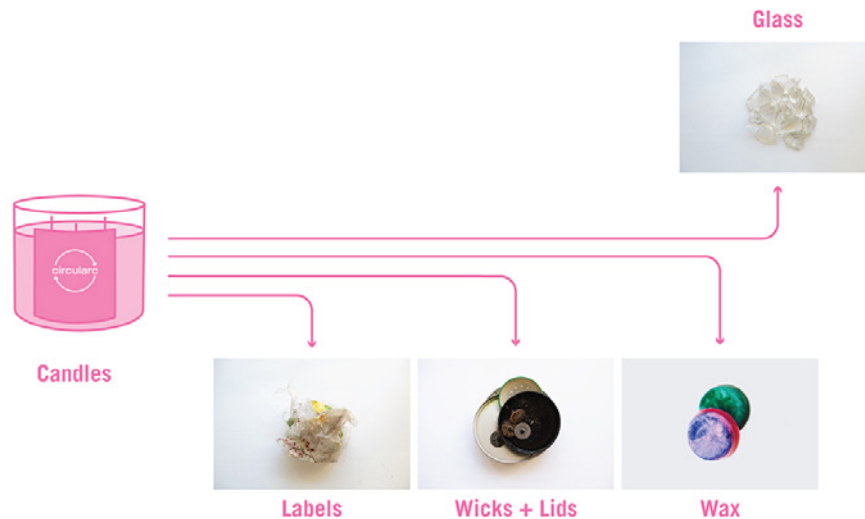 Glass
circularc
Candles
Labels
Wicks + Lids
Wax